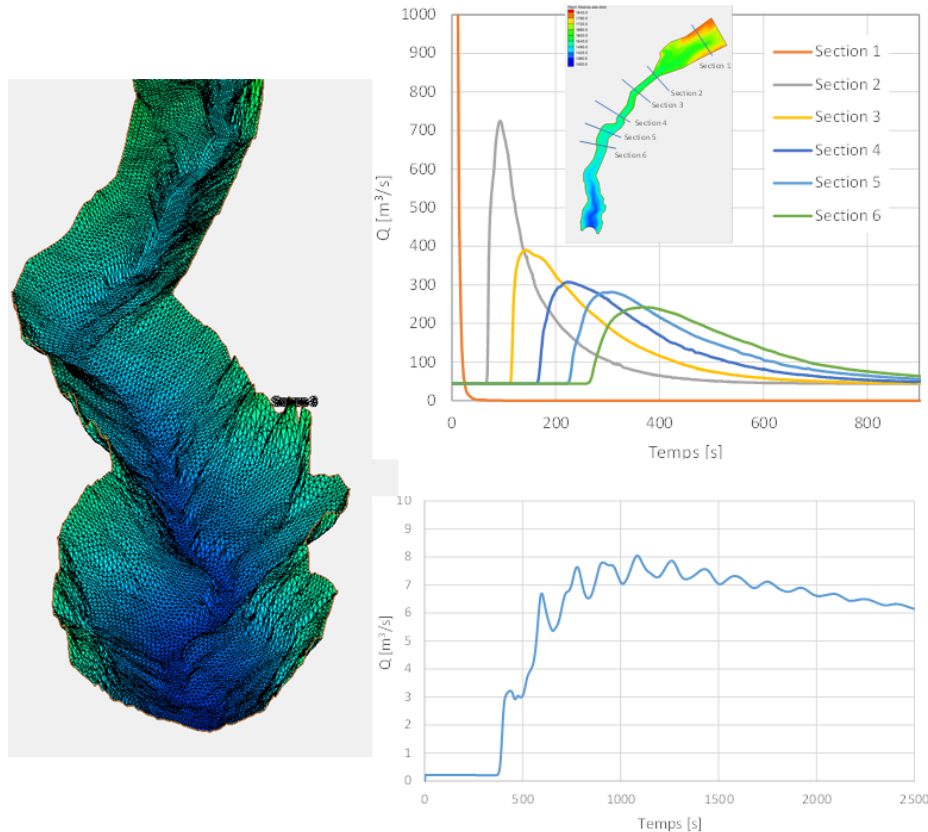 1000
900
800
700
600
500
400
300
200
100
0
Q [m³/s]
0
200
400
600
800
Temps [s]
Section 1
Section 2
Section 3
Section 4
Section 5
Section 6
Section 1
Section 2
Section 3
Section 4
Section 5
Section 6
10
9
8
7
6
5
4
3
2
1
0
Q [m³/s]
0
500
1000
1500
2000
2500
Temps [s]